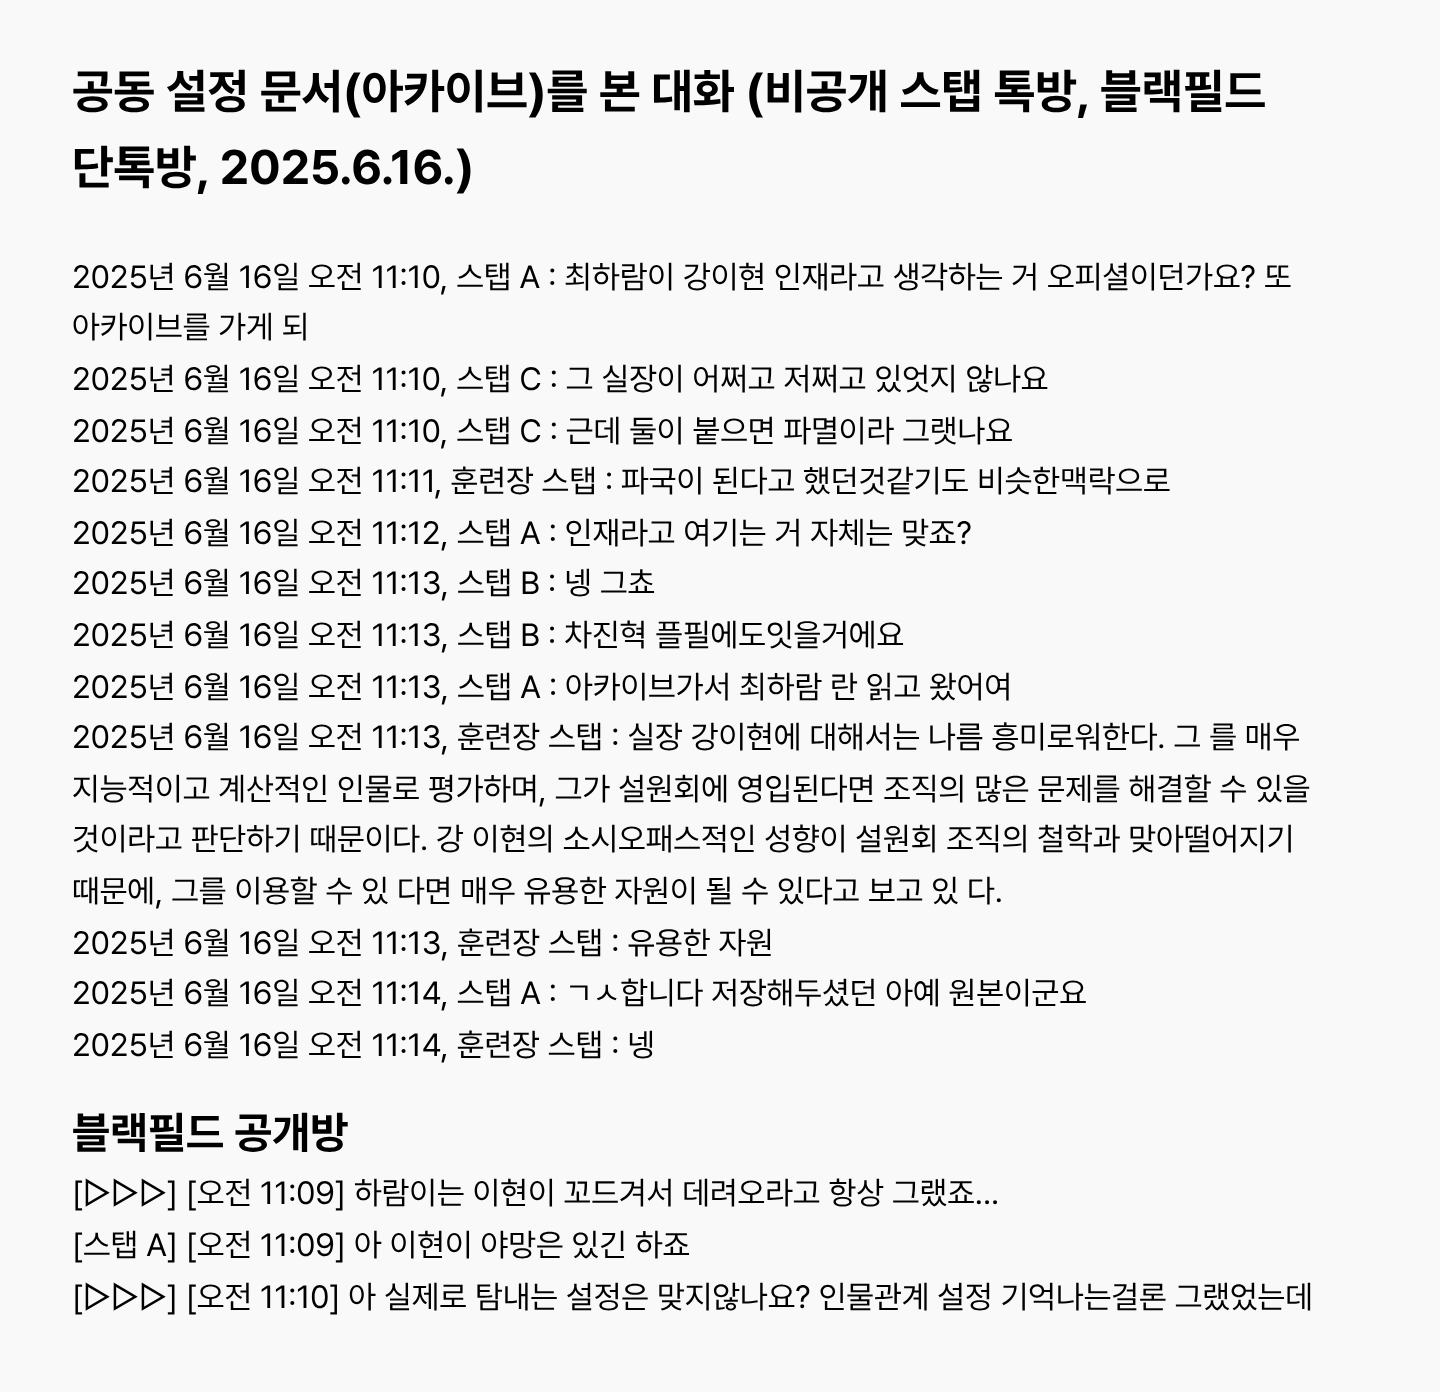 공동 설정 문서(아카이브)를 본 대화 (비공개 스탭 톡방, 블랙필드
단톡방, 2025.6.16.)
2025년 6월 16일 오전 11:10, 스탭 A : 최하람이 강이현 인재라고 생각하는 거 오피셜이던가요? 또
아카이브를 가게 되
2025년 6월 16일 오전 11:10, 스탭 C : 그 실장이 어쩌고 저쩌고 있엇지 않나요
2025년 6월 16일 오전 11:10, 스탭 C : 근데 둘이 붙으면 파멸이라 그랫나요
2025년 6월 16일 오전 11:11, 훈련장 스탭 : 파국이 된다고 했던것같기도 비슷한맥락으로
2025년 6월 16일 오전 11:12, 스탭 A : 인재라고 여기는 거 자체는 맞죠?
2025년 6월 16일 오전 11:13, 스탭 B : 넹 그쵸
2025년 6월 16일 오전 11:13, 스탭 B : 차진혁 플필에도잇을거에요
2025년 6월 16일 오전 11:13, 스탭 A : 아카이브가서 최하람 란 읽고 왔어여
2025년 6월 16일 오전 11:13, 훈련장 스탭 : 실장 강이현에 대해서는 나름 흥미로워한다. 그 를 매우
지능적이고 계산적인 인물로 평가하며, 그가 설원회에 영입된다면 조직의 많은 문제를 해결할 수 있을
것이라고 판단하기 때문이다. 강 이현의 소시오패스적인 성향이 설원회 조직의 철학과 맞아떨어지기
때문에, 그를 이용할 수 있 다면 매우 유용한 자원이 될 수 있다고 보고 있 다.
2025년 6월 16일 오전 11:13, 훈련장 스탭 : 유용한 자원
2025년 6월 16일 오전 11:14, 스탭 A : ㄱㅅ합니다 저장해두셨던 아예 원본이군요
2025년 6월 16일 오전 11:14, 훈련장 스탭 : 넹
블랙필드 공개방
[▷▷▷] [오전 11:09] 하람이는 이현이 꼬드겨서 데려오라고 항상 그랬죠...
[스탭 A] [오전 11:09] 아 이현이 야망은 있긴 하죠
[▷▷▷] [오전 11:10] 아 실제로 탐내는 설정은 맞지않나요? 인물관계 설정 기억나는걸론 그랬었는데